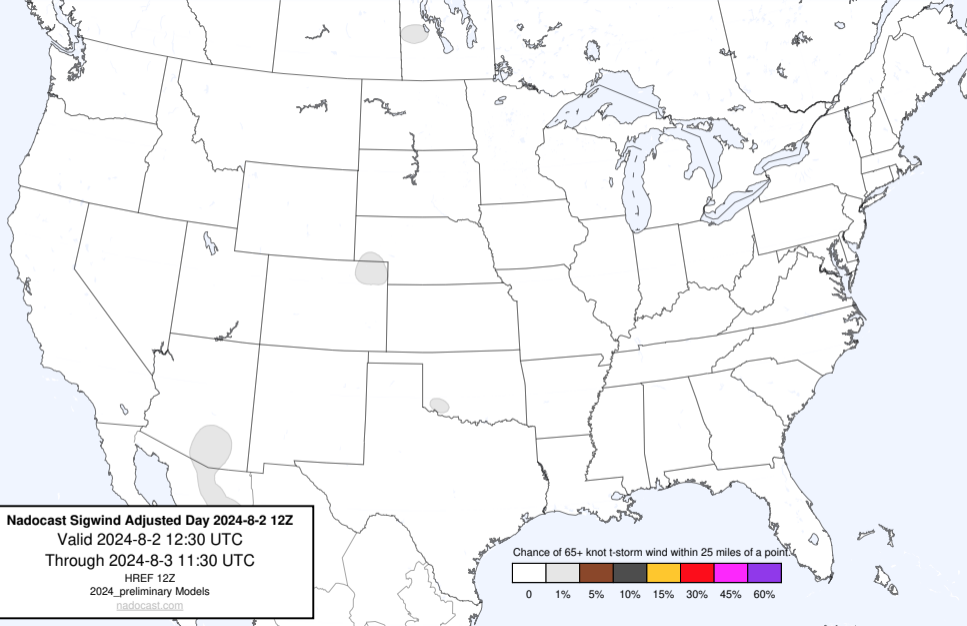 Nadocast Sigwind Adjusted Day 2024-8-2 12Z
Valid 2024-8-2 12:30 UTC
Through 2024-8-3 11:30 UTC
HREF 12Z
2024_preliminary Models
nadocast.com
Chance of 65+ knot t-storm wind within 25 miles of a point.
0 1% 5% 10% 15% 30% 45% 60%